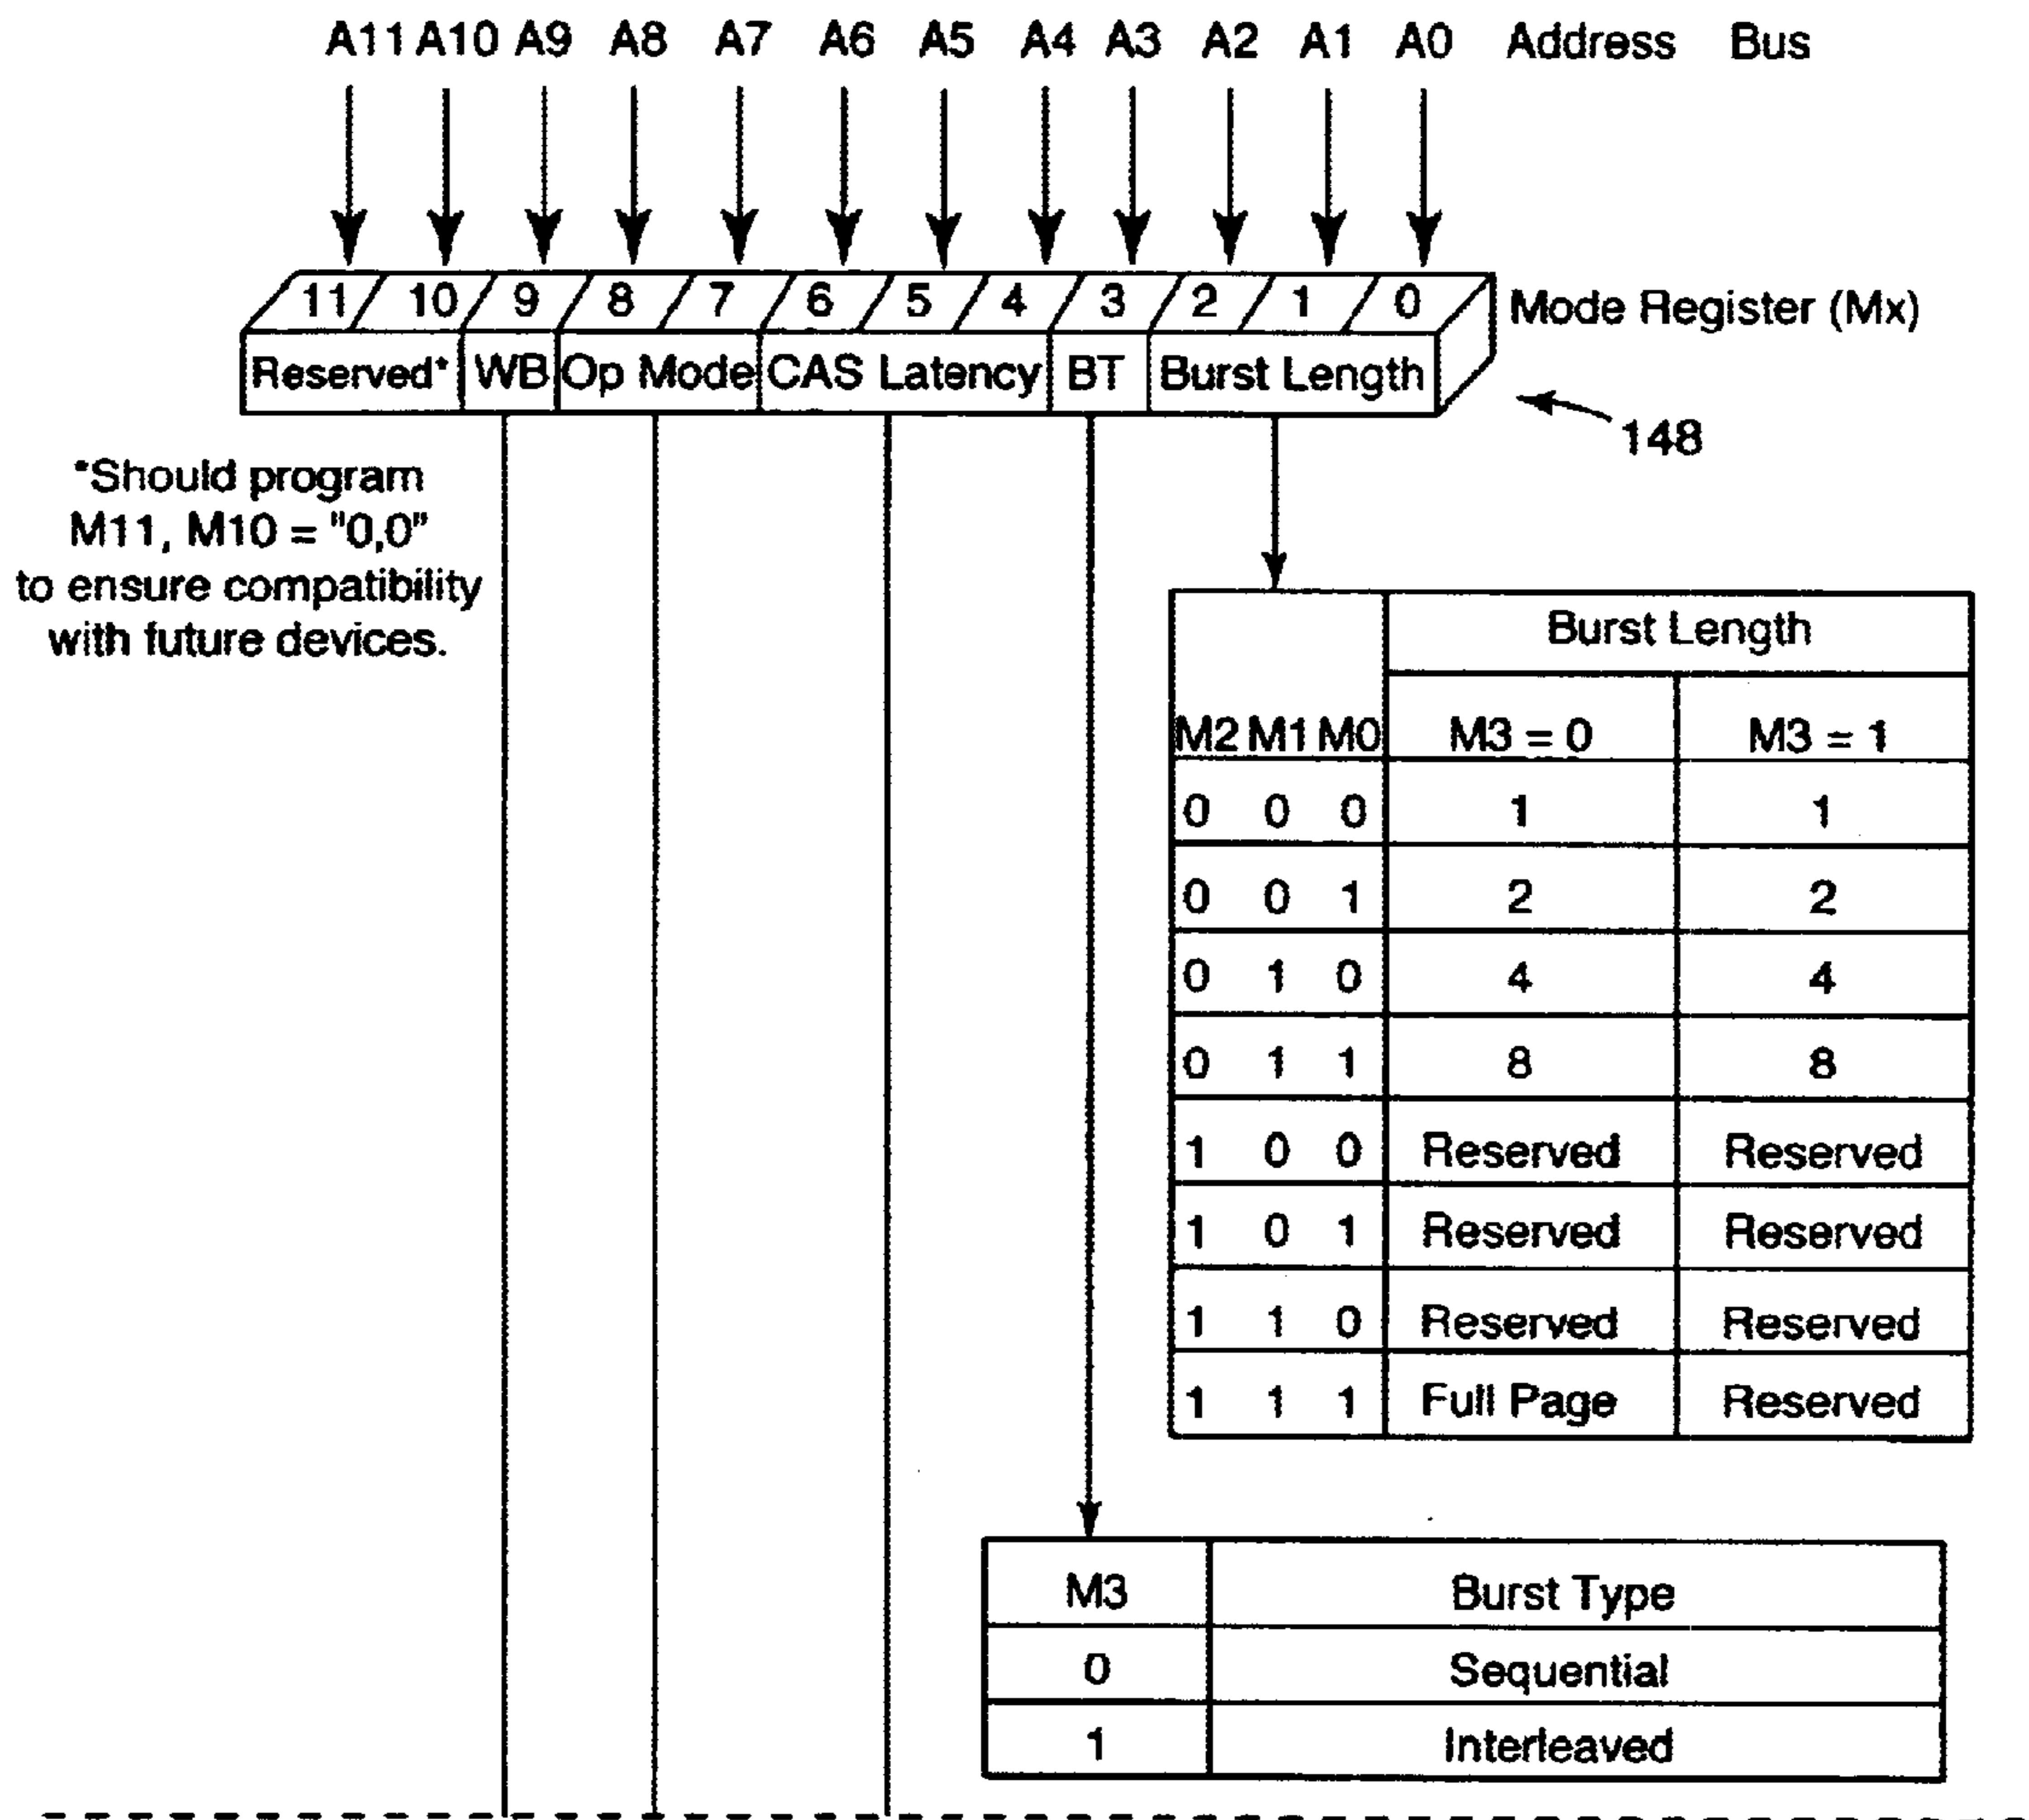 A11 A10 A9 A8 A7 A6 A5 A4 A3 A2 A1 A0 Address Bus
11 10 9 8 7 6 5 4 3 2 1 0 Mode Register (Mx)
Reserved* WB Op Mode CAS Latency BT Burst Length
148
*Should program
M11, M10 = "0,0"
to ensure compatibility
with future devices.
Burst Length
M2 M1 M0 M3 = 0 M3 = 1
0 0 0 1 1
0 0 1 2 2
0 1 0 4 4
0 1 1 8 8
1 0 0 Reserved Reserved
1 0 1 Reserved Reserved
1 1 0 Reserved Reserved
1 1 1 Full Page Reserved
M3 Burst Type
0 Sequential
1 Interleaved